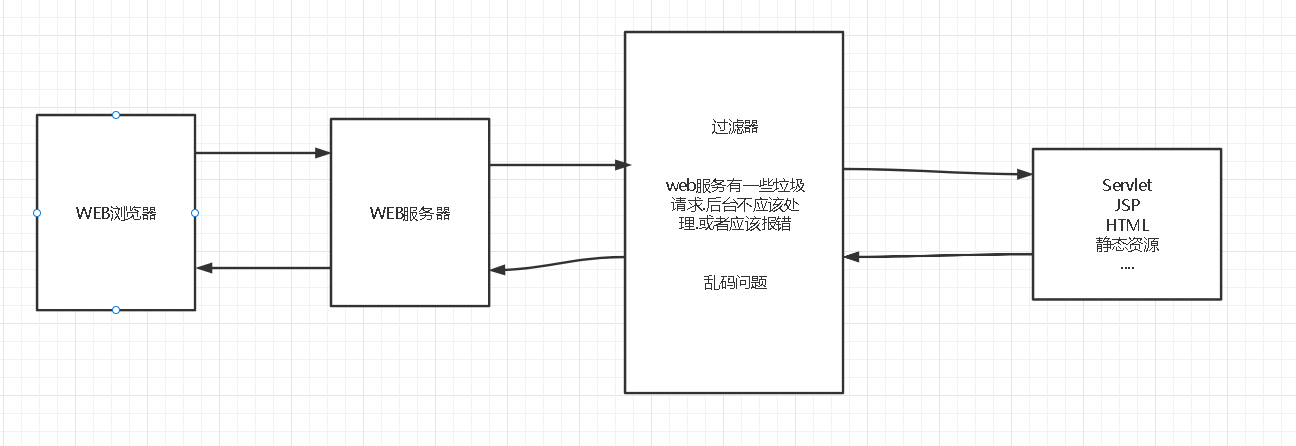 WEB浏览器
WEB服务器
过滤器
web服务有一些垃圾
请求.后台不应该处
理.或者应该报错
乱码问题
Servlet
JSP
HTML
静态资源
....